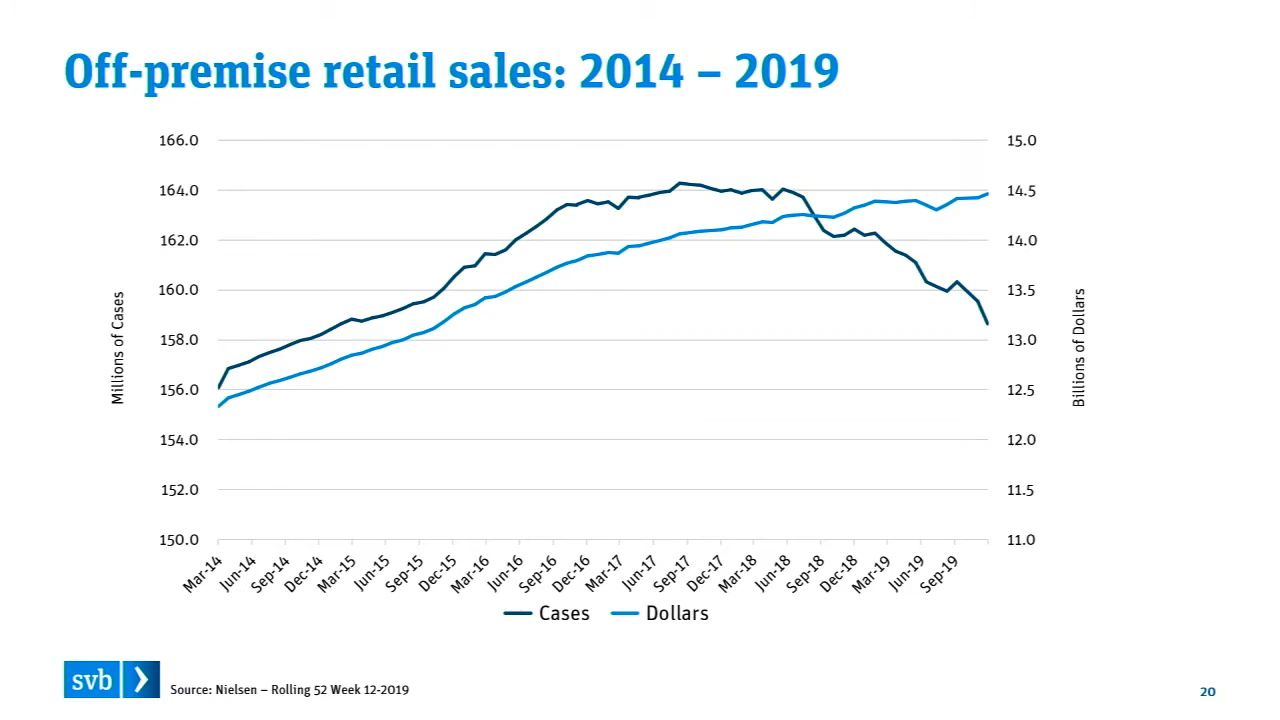 Off-premise retail sales: 2014 – 2019
166.0
164.0
162.0
160.0
158.0
156.0
154.0
152.0
150.0
Millions of Cases
15.0
14.5
14.0
13.5
13.0
12.5
12.0
11.5
11.0
Billions of Dollars
Mar-14 Jun-14 Sep-14 Dec-14 Mar-15 Jun-15 Sep-15 Dec-15 Mar-16 Jun-16 Sep-16 Dec-16 Mar-17 Jun-17 Sep-17 Dec-17 Mar-18 Jun-18 Sep-18 Dec-18 Mar-19 Jun-19 Sep-19
Cases Dollars
svb
Source: Nielsen – Rolling 52 Week 12-2019
20